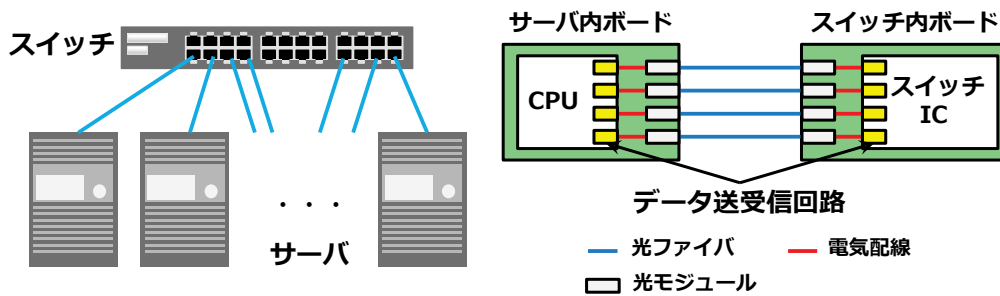 スイッチ
・・・
サーバ
サーバ内ボード
スイッチ内ボード
CPU
スイッチ
IC
データ送受信回路
光ファイバ
電気配線
光モジュール